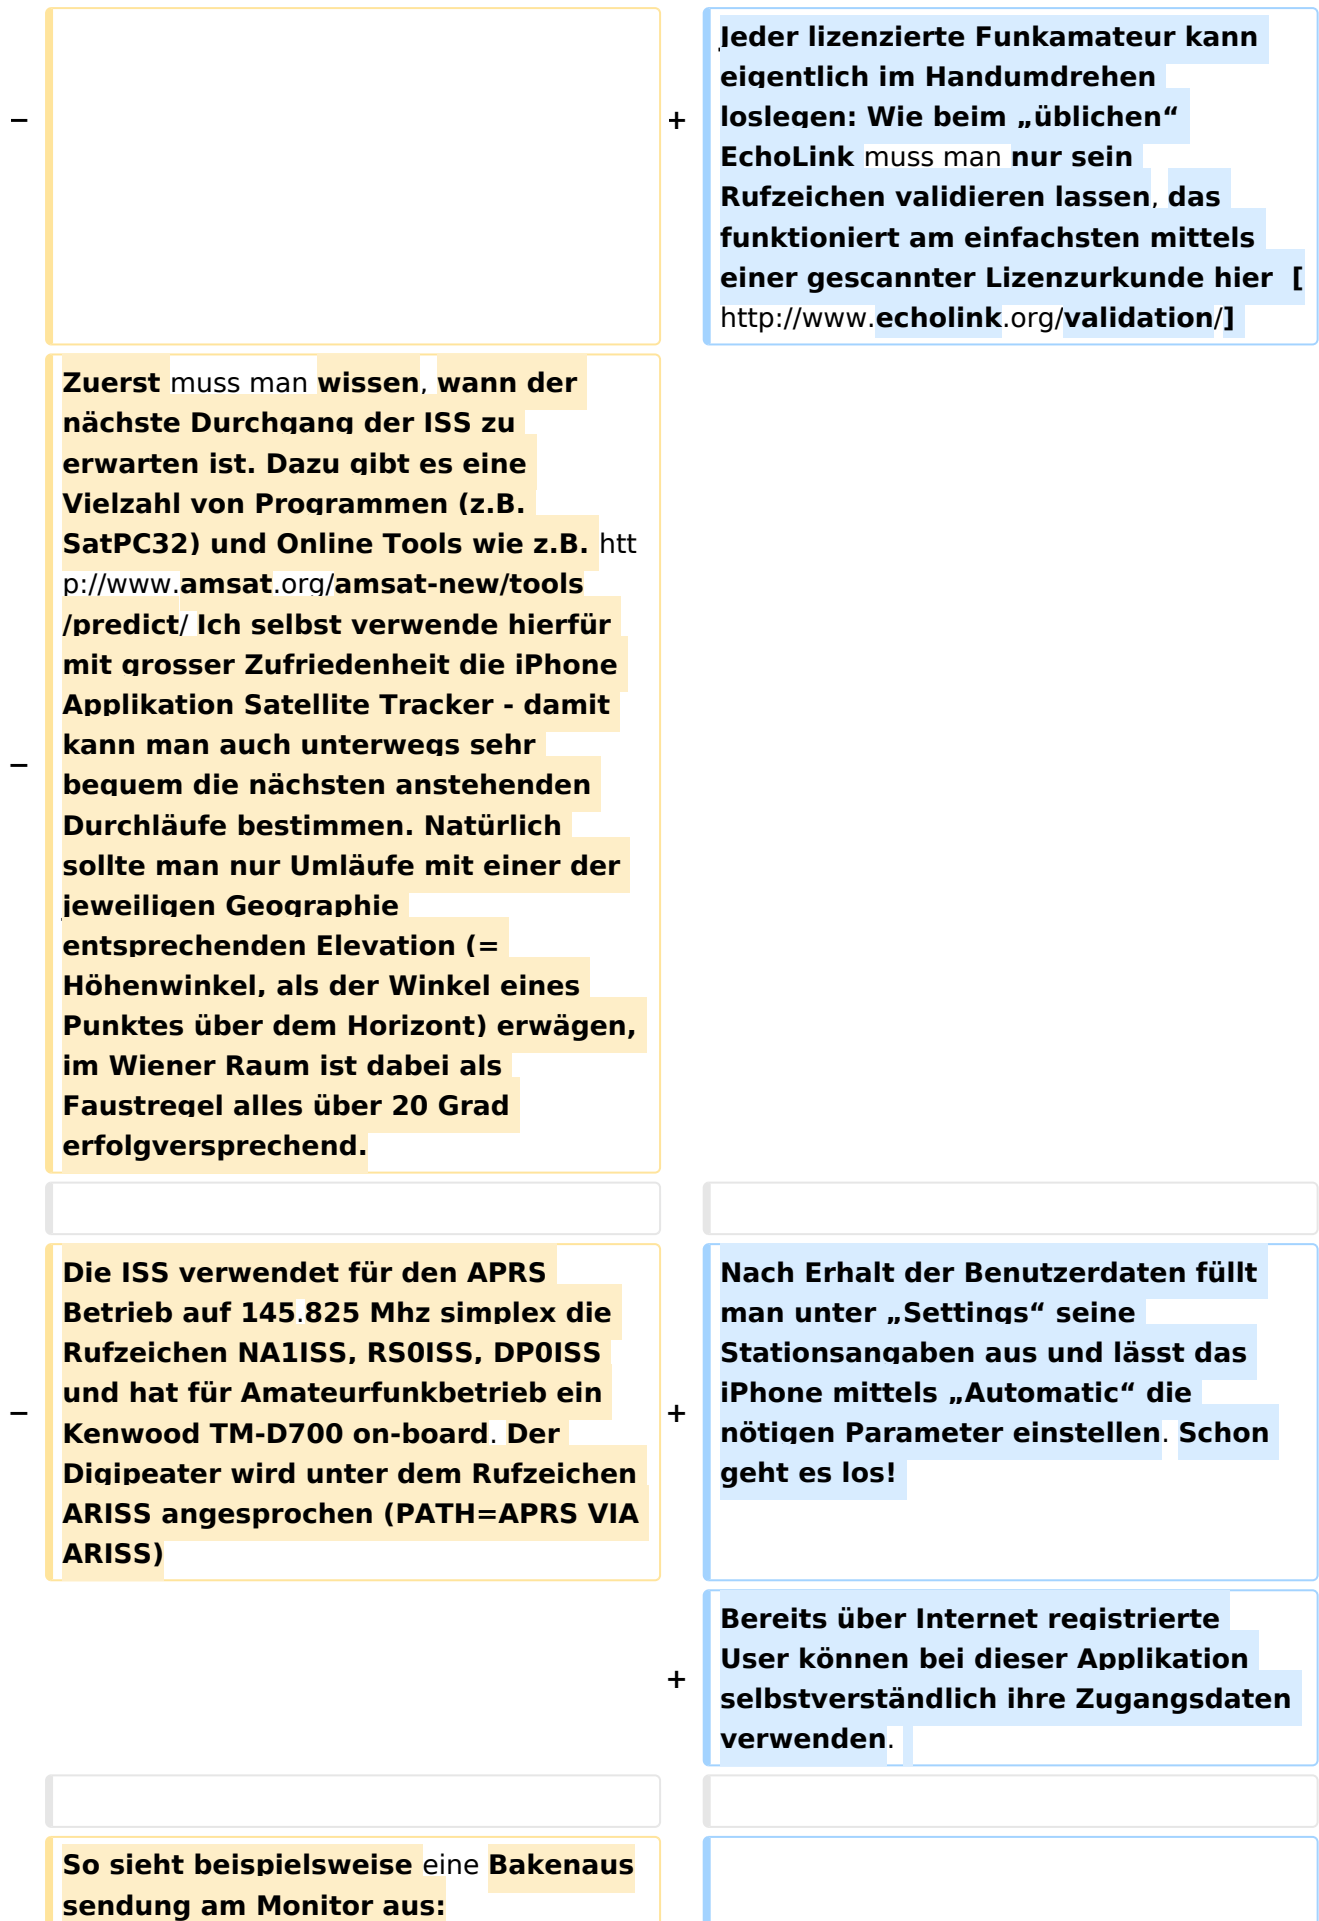 Jeder lizenzierte Funkamateur kann
eigentlich im Handumdrehen
loslegen: Wie beim „üblichen“
− +
EchoLink muss man nur sein
Rufzeichen validieren lassen, das
funktioniert am einfachsten mittels
einer gescannter Lizenzurkunde hier [
http://www.echolink.org/validation/]
Zuerst muss man wissen, wann der
nächste Durchgang der ISS zu
erwarten ist. Dazu gibt es eine
Vielzahl von Programmen (z.B.
SatPC32) und Online Tools wie z.B. htt
p://www.amsat.org/amsat-new/tools
/predict/ Ich selbst verwende hierfür
mit grosser Zufriedenheit die iPhone
Applikation Satellite Tracker - damit
kann man auch unterwegs sehr
−
bequem die nächsten anstehenden
Durchläufe bestimmen. Natürlich
sollte man nur Umläufe mit einer der
jeweiligen Geographie
entsprechenden Elevation (=
Höhenwinkel, als der Winkel eines
Punktes über dem Horizont) erwägen,
im Wiener Raum ist dabei als
Faustregel alles über 20 Grad
erfolgversprechend.
Die ISS verwendet für den APRS
Betrieb auf 145.825 Mhz simplex die
Rufzeichen NA1ISS, RS0ISS, DP0ISS
und hat für Amateurfunkbetrieb ein
−
Kenwood TM-D700 on-board. Der
Digipeater wird unter dem Rufzeichen
ARISS angesprochen (PATH=APRS VIA
ARISS)
Nach Erhalt der Benutzerdaten füllt
man unter „Settings“ seine
Stationsangaben aus und lässt das
iPhone mittels „Automatic“ die
+
nötigen Parameter einstellen. Schon
geht es los!
Bereits über Internet registrierte
User können bei dieser Applikation
+
selbstverständlich ihre Zugangsdaten
verwenden.
So sieht beispielsweise eine Bakenaus
sendung am Monitor aus: